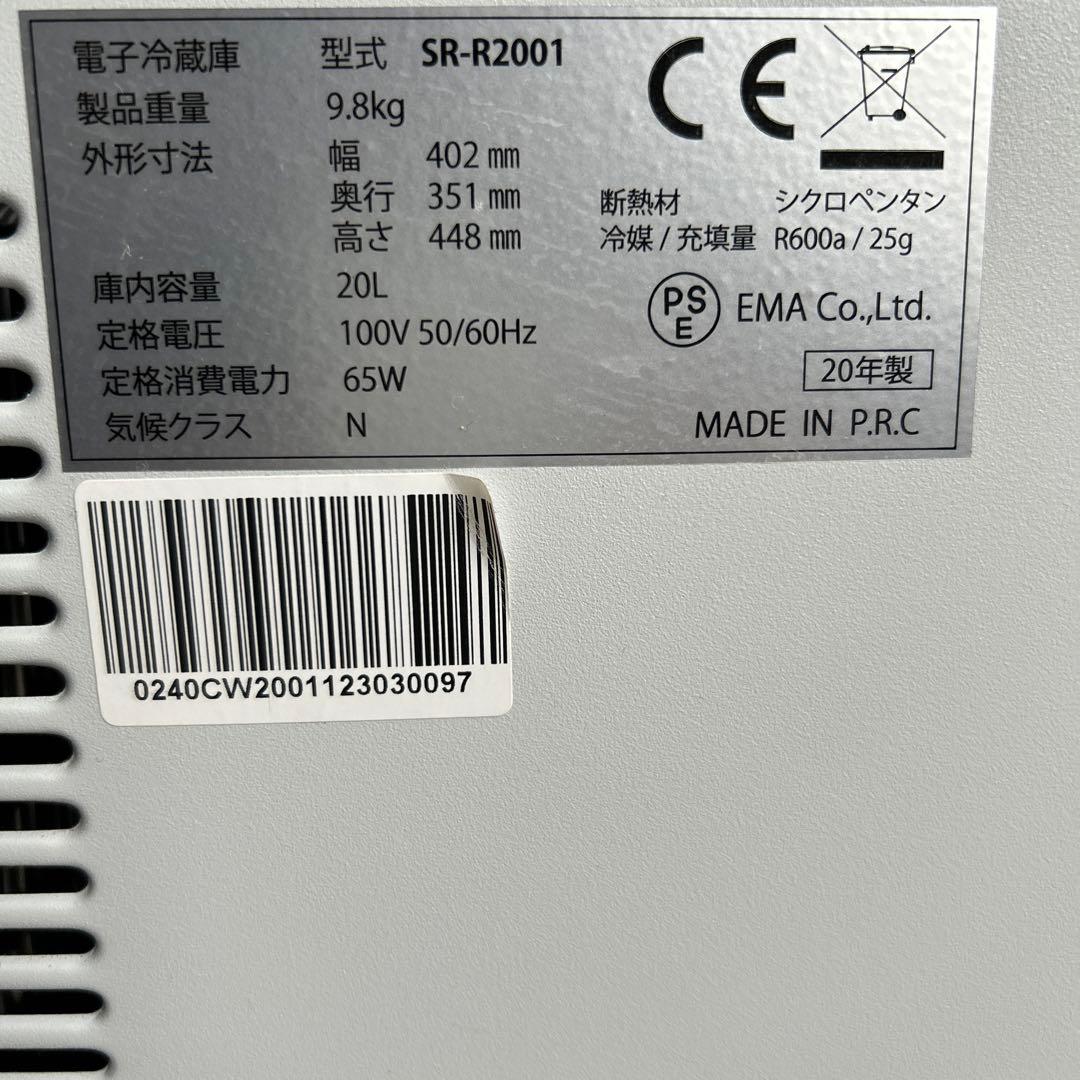 電子冷蔵庫 型式 SR-R2001
製品重量 9.8kg
外形寸法 幅 402 mm
奥行 351 mm
高さ 448 mm
庫内容量 20L
定格電圧 100V 50/60Hz
定格消費電力 65W
気候クラス N
CE
断熱材 シクロペンタン
冷媒 / 充填量 R600a / 25g
PSE EMA Co.,Ltd.
20年製
MADE IN P.R.C
0240CW2001123030097